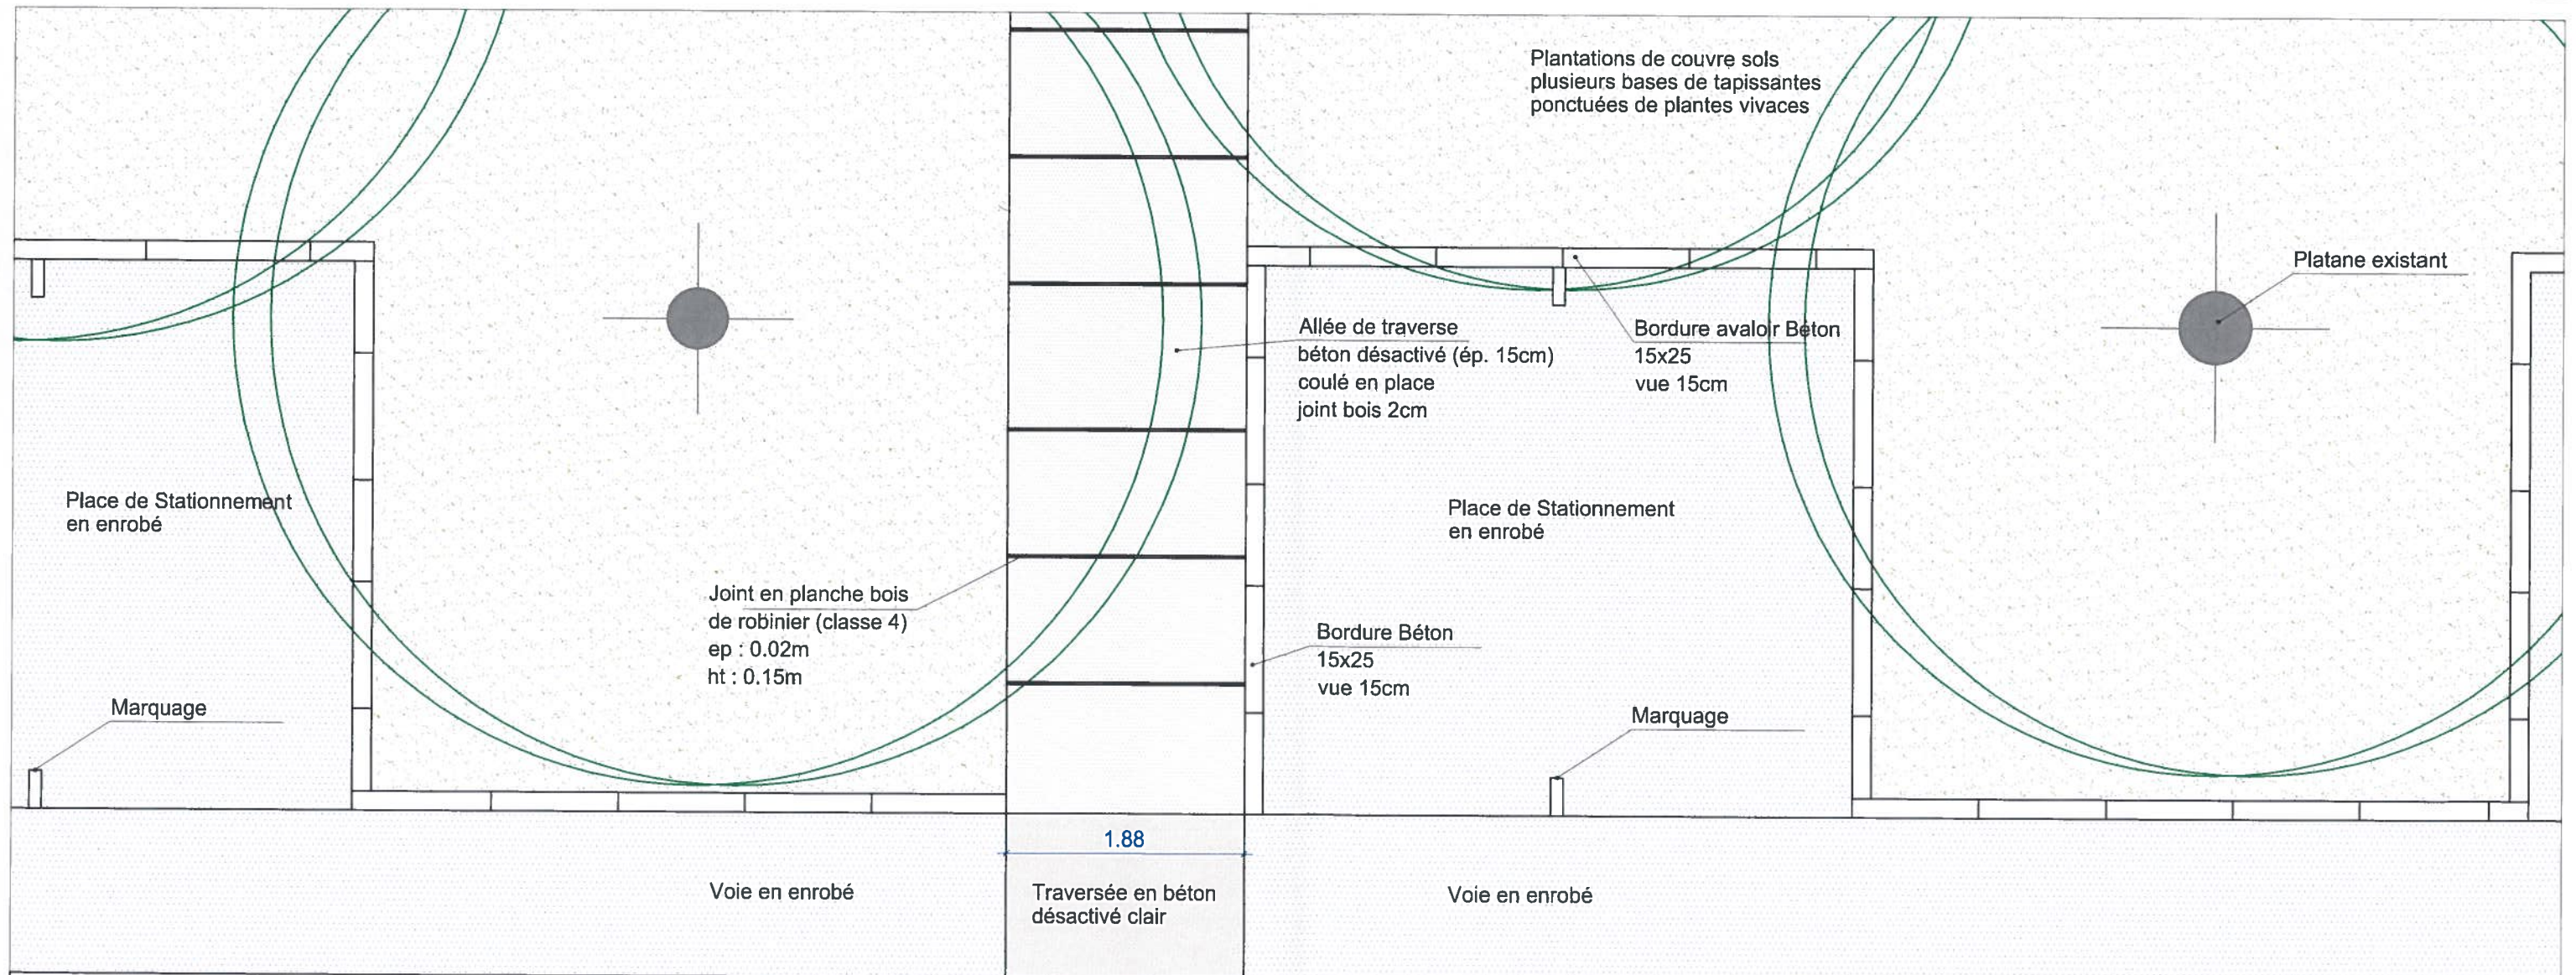 Plantations de couvre sols
plusieurs bases de tapissantes
ponctuées de plantes vivaces
Platane existant
Allée de traverse
béton désactivé (ép. 15cm)
coulé en place
joint bois 2cm
Bordure avaloir Béton
15x25
vue 15cm
Place de Stationnement
en enrobé
Place de Stationnement
en enrobé
Joint en planche bois
de robinier (classe 4)
ep : 0.02m
ht : 0.15m
Bordure Béton
15x25
vue 15cm
Marquage
Marquage
1.88
Voie en enrobé
Traversée en béton
désactivé clair
Voie en enrobé